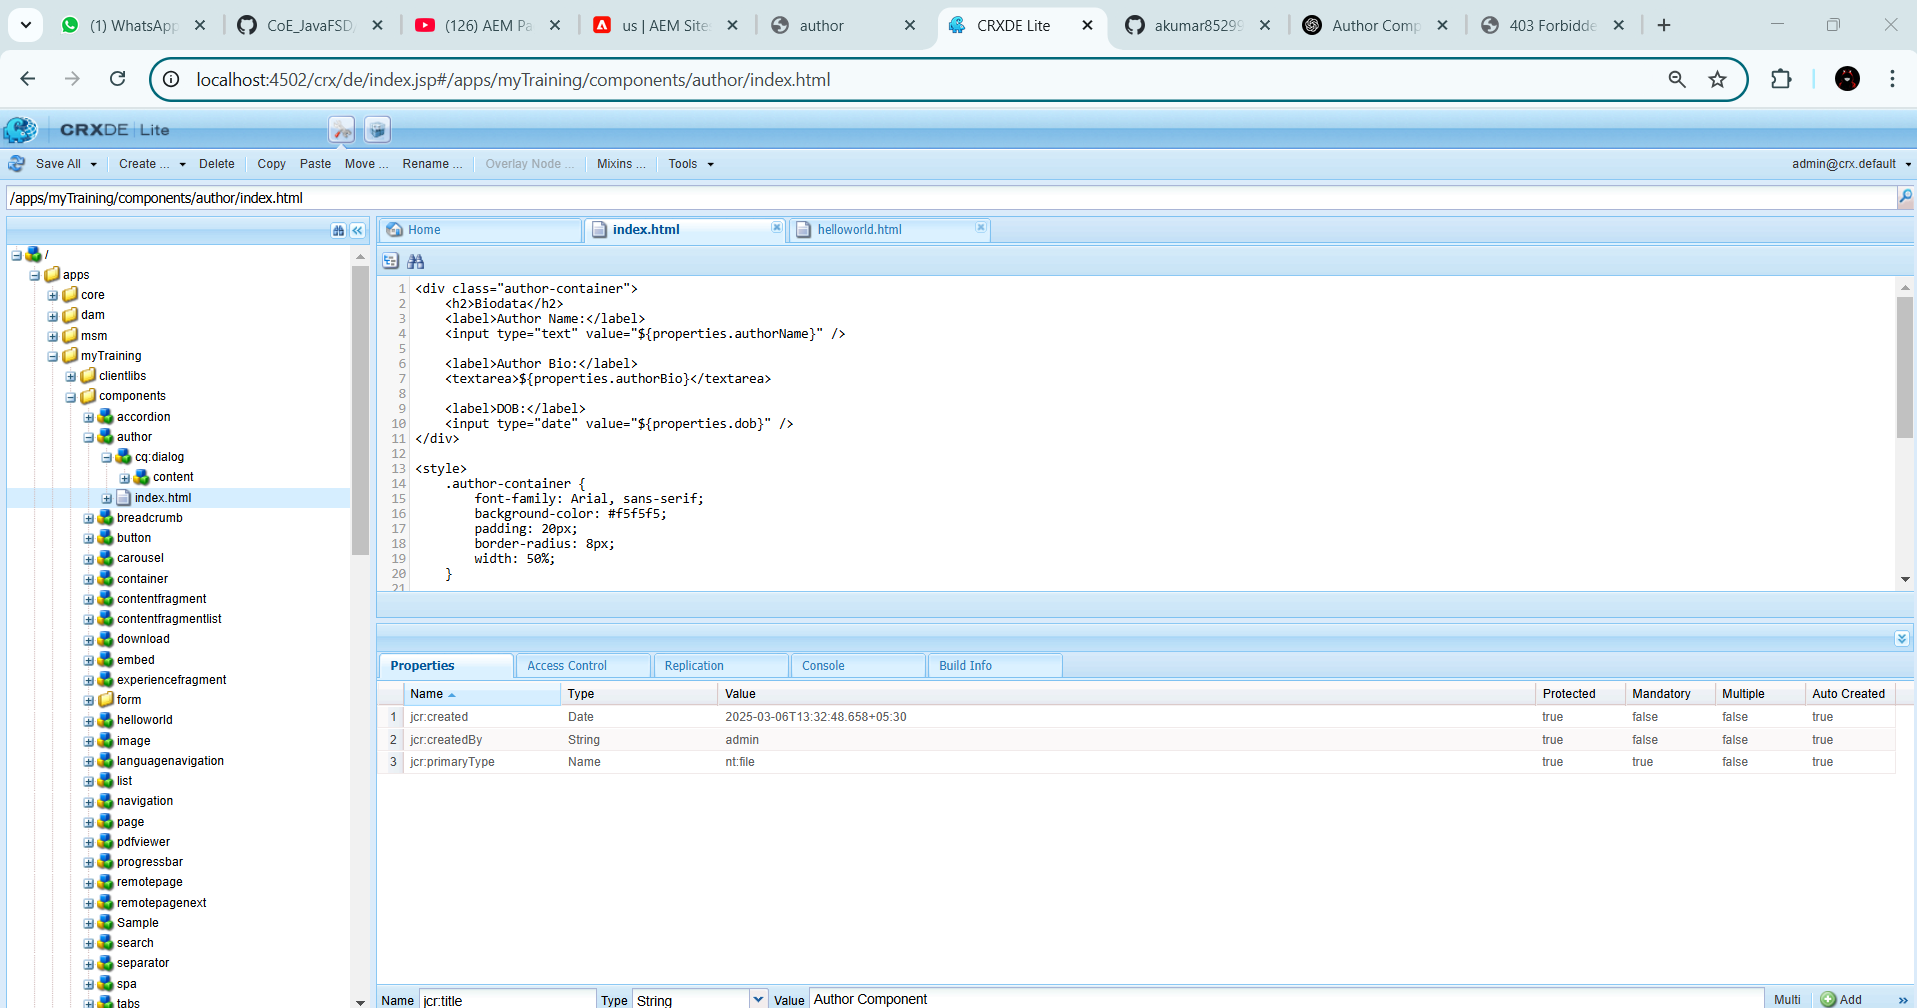 (1) WhatsApp
CoE_JavaFSD
(126) AEM Pa
us | AEM Site
author
CRXDE Lite
akumar85299
Author Comp
403 Forbidde
localhost:4502/crx/de/index.jsp#/apps/myTraining/components/author/index.html
CRXDE | Lite
Save All
Create ...
Delete
Copy
Paste
Move ...
Rename ...
Overlay Node ...
Mixins ...
Tools
admin@crx.default
/apps/myTraining/components/author/index.html
/
apps
core
dam
msm
myTraining
clientlibs
components
accordion
author
cq:dialog
content
index.html
breadcrumb
button
carousel
container
contentfragment
contentfragmentlist
download
embed
experiencefragment
form
helloworld
image
languagenavigation
list
navigation
page
pdfviewer
progressbar
remotepage
remotepagenext
Sample
search
separator
spa
tabs
Home
index.html
helloworld.html
1 <div class="author-container">
2 <h2>Biodata</h2>
3 <label>Author Name:</label>
4 <input type="text" value="${properties.authorName}" />
5
6 <label>Author Bio:</label>
7 <textarea>${properties.authorBio}</textarea>
8
9 <label>DOB:</label>
10 <input type="date" value="${properties.dob}" />
11 </div>
12
13 <style>
14 .author-container {
15 font-family: Arial, sans-serif;
16 background-color: #f5f5f5;
17 padding: 20px;
18 border-radius: 8px;
19 width: 50%;
20 }
21
Properties
Access Control
Replication
Console
Build Info
Name Type Value Protected Mandatory Multiple Auto Created
1 jcr:created Date 2025-03-06T13:32:48.658+05:30 true false false true
2 jcr:createdBy String admin true false false true
3 jcr:primaryType Name nt:file true true false true
Name jcr:title Type String Value Author Component Multi Add